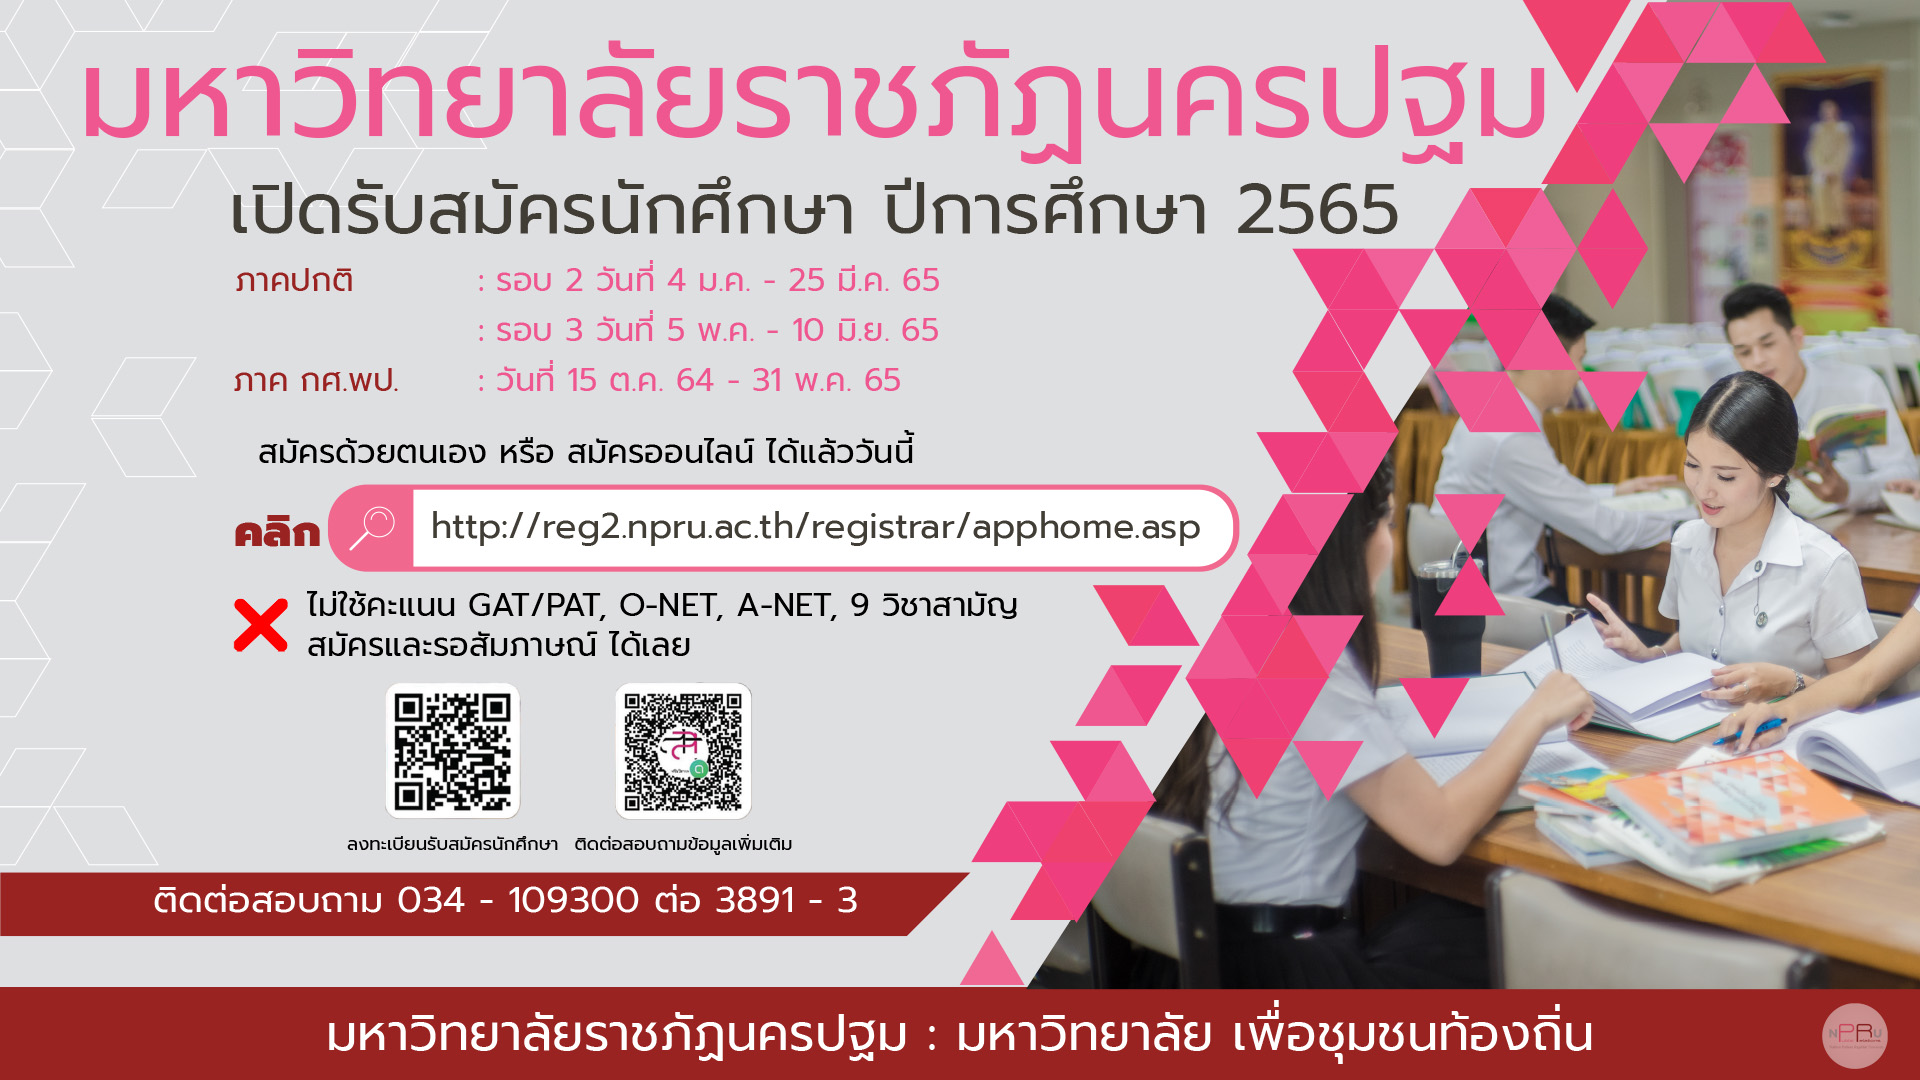 มหาวิทยาลัยราชภัฏนครปฐม
เปิดรับสมัครนักศึกษา ปีการศึกษา 2565
ภาคปกติ : รอบ 2 วันที่ 4 ม.ค. - 25 มี.ค. 65
: รอบ 3 วันที่ 5 พ.ค. - 10 มิ.ย. 65
ภาค กศ.พป. : วันที่ 15 ต.ค. 64 - 31 พ.ค. 65
สมัครด้วยตนเอง หรือ สมัครออนไลน์ ได้แล้ววันนี้
คลิก http://reg2.npru.ac.th/registrar/apphome.asp
ไม่ใช้คะแนน GAT/PAT, O-NET, A-NET, 9 วิชาสามัญ
สมัครและรอสัมภาษณ์ ได้เลย
ลงทะเบียนรับสมัครนักศึกษา ติดต่อสอบถามข้อมูลเพิ่มเติม
ติดต่อสอบถาม 034 - 109300 ต่อ 3891 - 3
มหาวิทยาลัยราชภัฏนครปฐม : มหาวิทยาลัย เพื่อชุมชนท้องถิ่น
NPRU